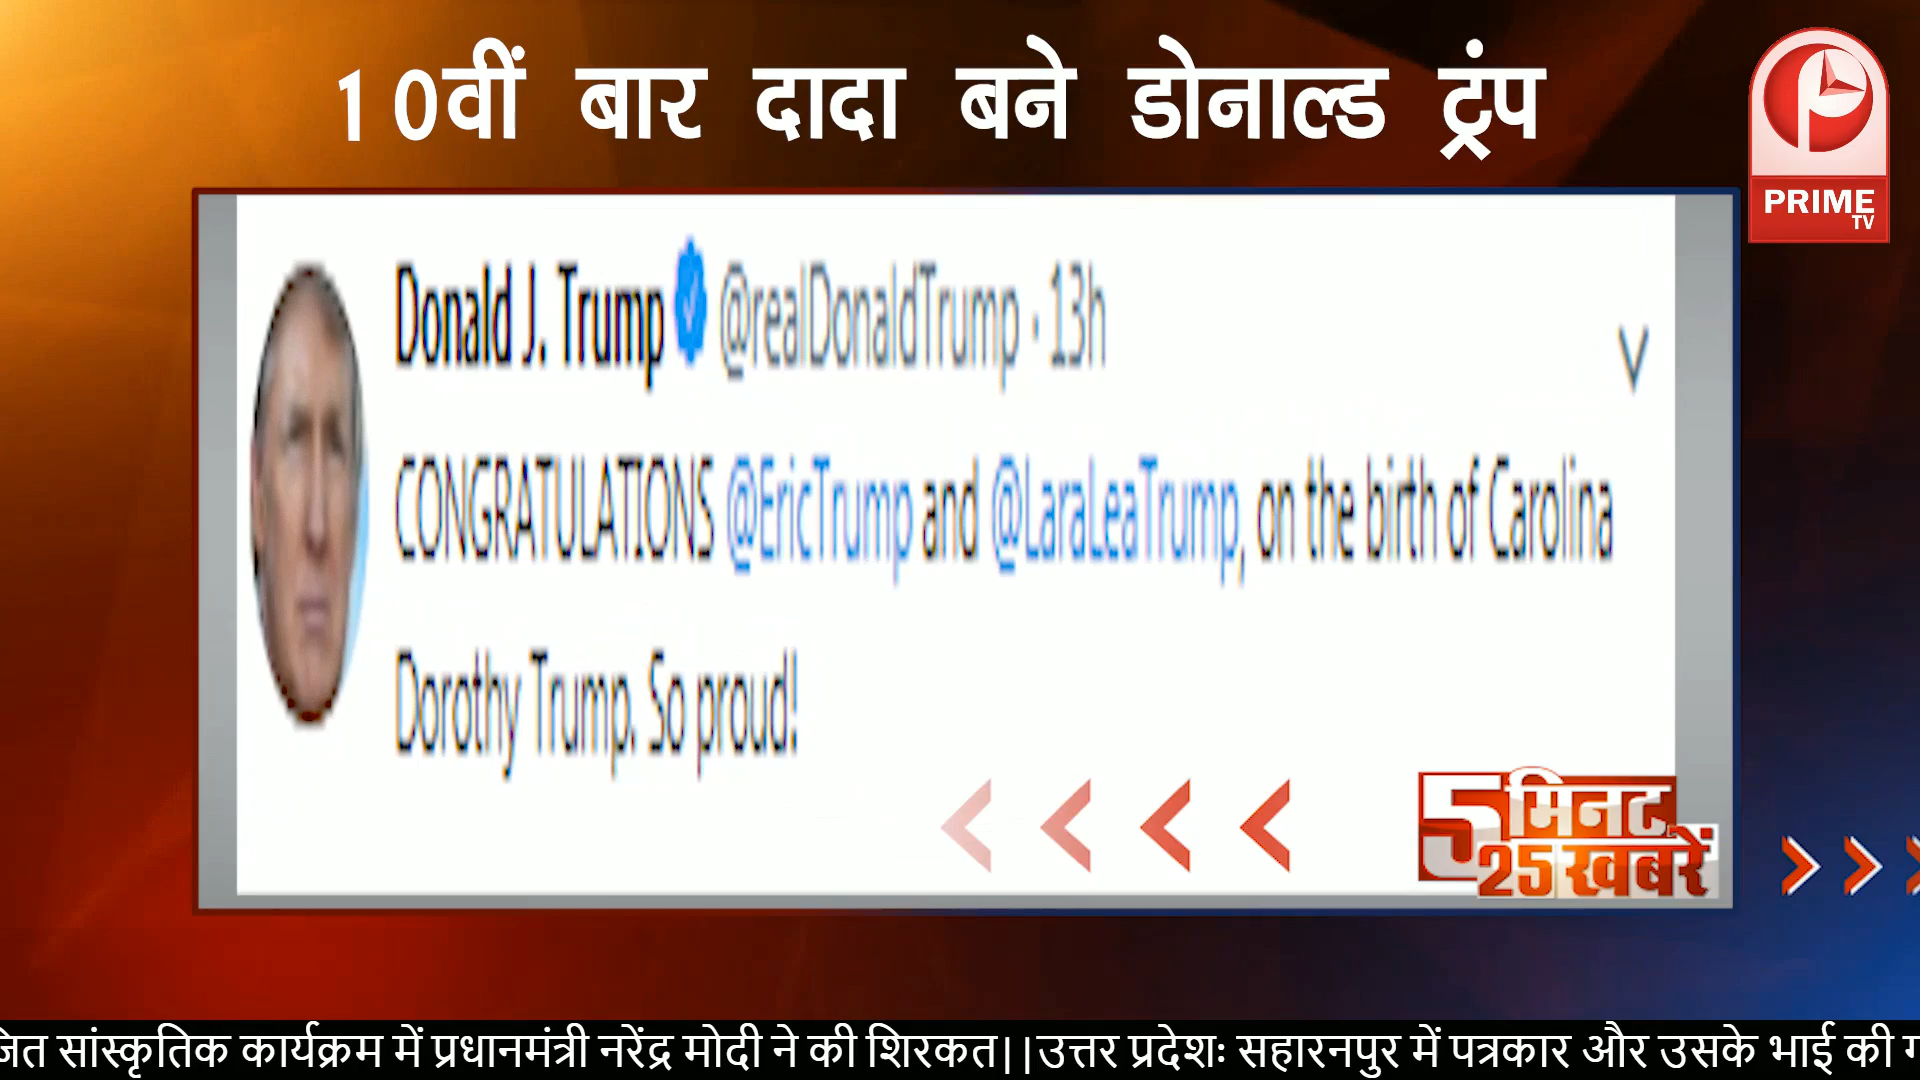 10वीं बार दादा बने डोनाल्ड ट्रंप
PRIME
TV
Donald J. Trump @realDonaldTrump · 13h
CONGRATULATIONS @EricTrump and @LaraLeaTrump, on the birth of Carolina
Dorothy Trump. So proud!
5 मिनट
25 खबरें
सांस्कृतिक कार्यक्रम में प्रधानमंत्री नरेंद्र मोदी ने की शिरकत||उत्तर प्रदेशः सहारनपुर में पत्रकार और उसके भाई की